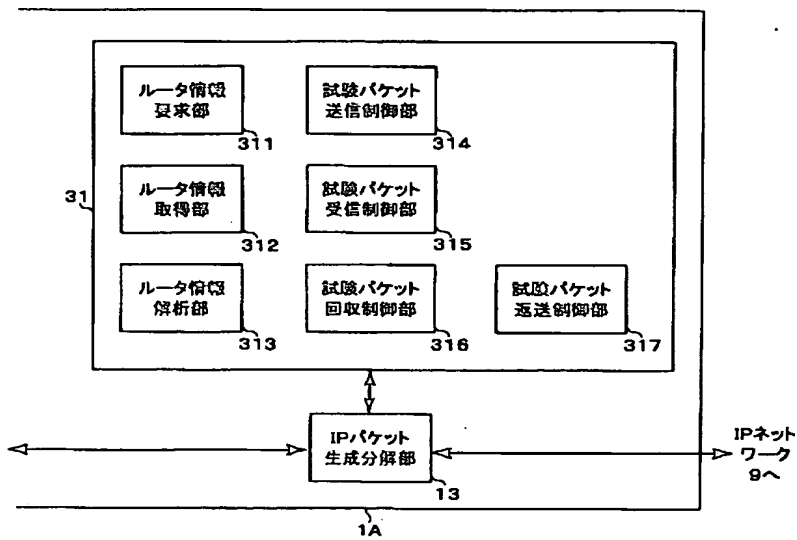 ルータ情報
要求部
311
試験パケット
送信制御部
314
31
ルータ情報
取得部
312
試験パケット
受信制御部
315
ルータ情報
解析部
313
試験パケット
回収制御部
316
試験パケット
返送制御部
317
IPパケット
生成分解部
13
IPネット
ワーク
9へ
1A